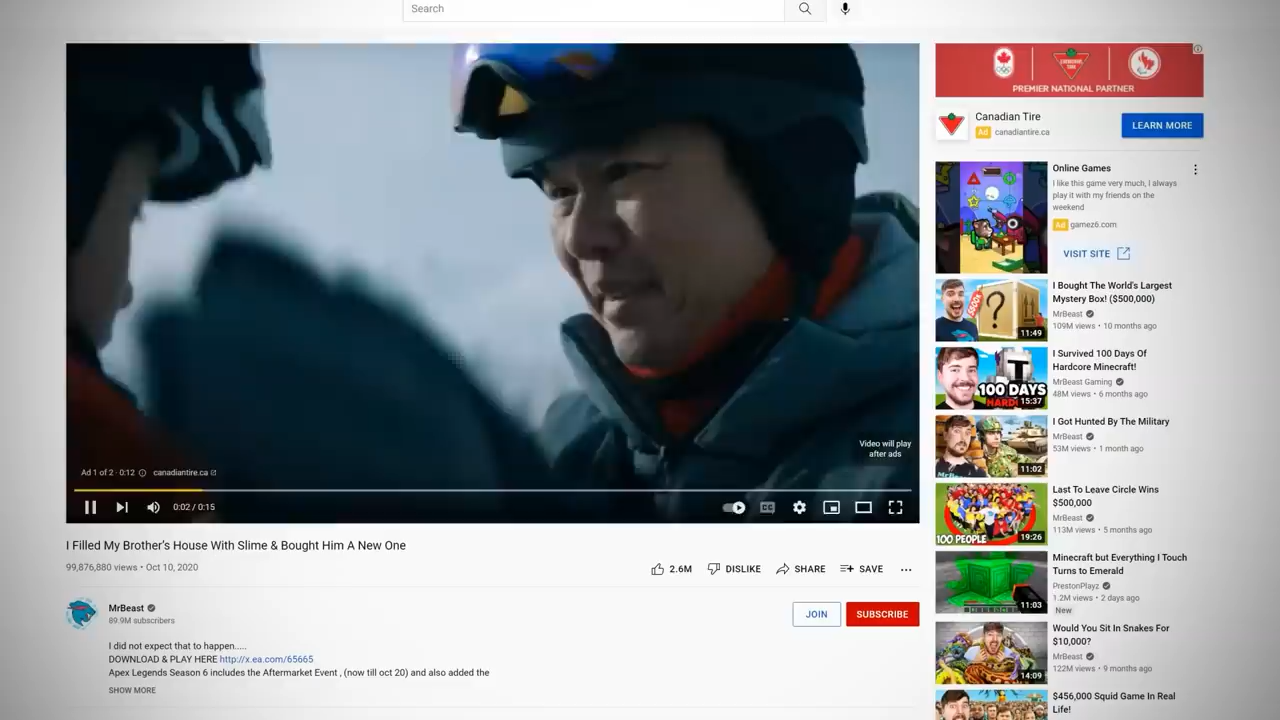 Search
Video will play
after ads
Ad 1 of 2 · 0:12
canadiantire.ca
0:02 / 0:15
CC
I Filled My Brother's House With Slime & Bought Him A New One
99,876,880 views • Oct 10, 2020
2.6M
DISLIKE
SHARE
SAVE
MrBeast
89.9M subscribers
JOIN
SUBSCRIBE
I did not expect that to happen.....
DOWNLOAD & PLAY HERE http://x.ea.com/65665
Apex Legends Season 6 includes the Aftermarket Event , (now till oct 20) and also added the
SHOW MORE
PREMIER NATIONAL PARTNER
Canadian Tire
Ad canadiantire.ca
LEARN MORE
Online Games
I like this game very much, I always
play it with my friends on the
weekend
Ad gamez6.com
VISIT SITE
I Bought The World's Largest
Mystery Box! ($500,000)
MrBeast
109M views • 10 months ago
11:49
I Survived 100 Days Of
Hardcore Minecraft!
MrBeast Gaming
48M views • 6 months ago
100 DAYS
15:37
I Got Hunted By The Military
MrBeast
53M views • 1 month ago
11:02
Last To Leave Circle Wins
$500,000
MrBeast
113M views • 5 months ago
100 PEOPLE
19:26
Minecraft but Everything I Touch
Turns to Emerald
PrestonPlayz
1.2M views • 2 days ago
New
11:03
Would You Sit In Snakes For
$10,000?
MrBeast
122M views • 9 months ago
14:09
$456,000 Squid Game In Real
Life!